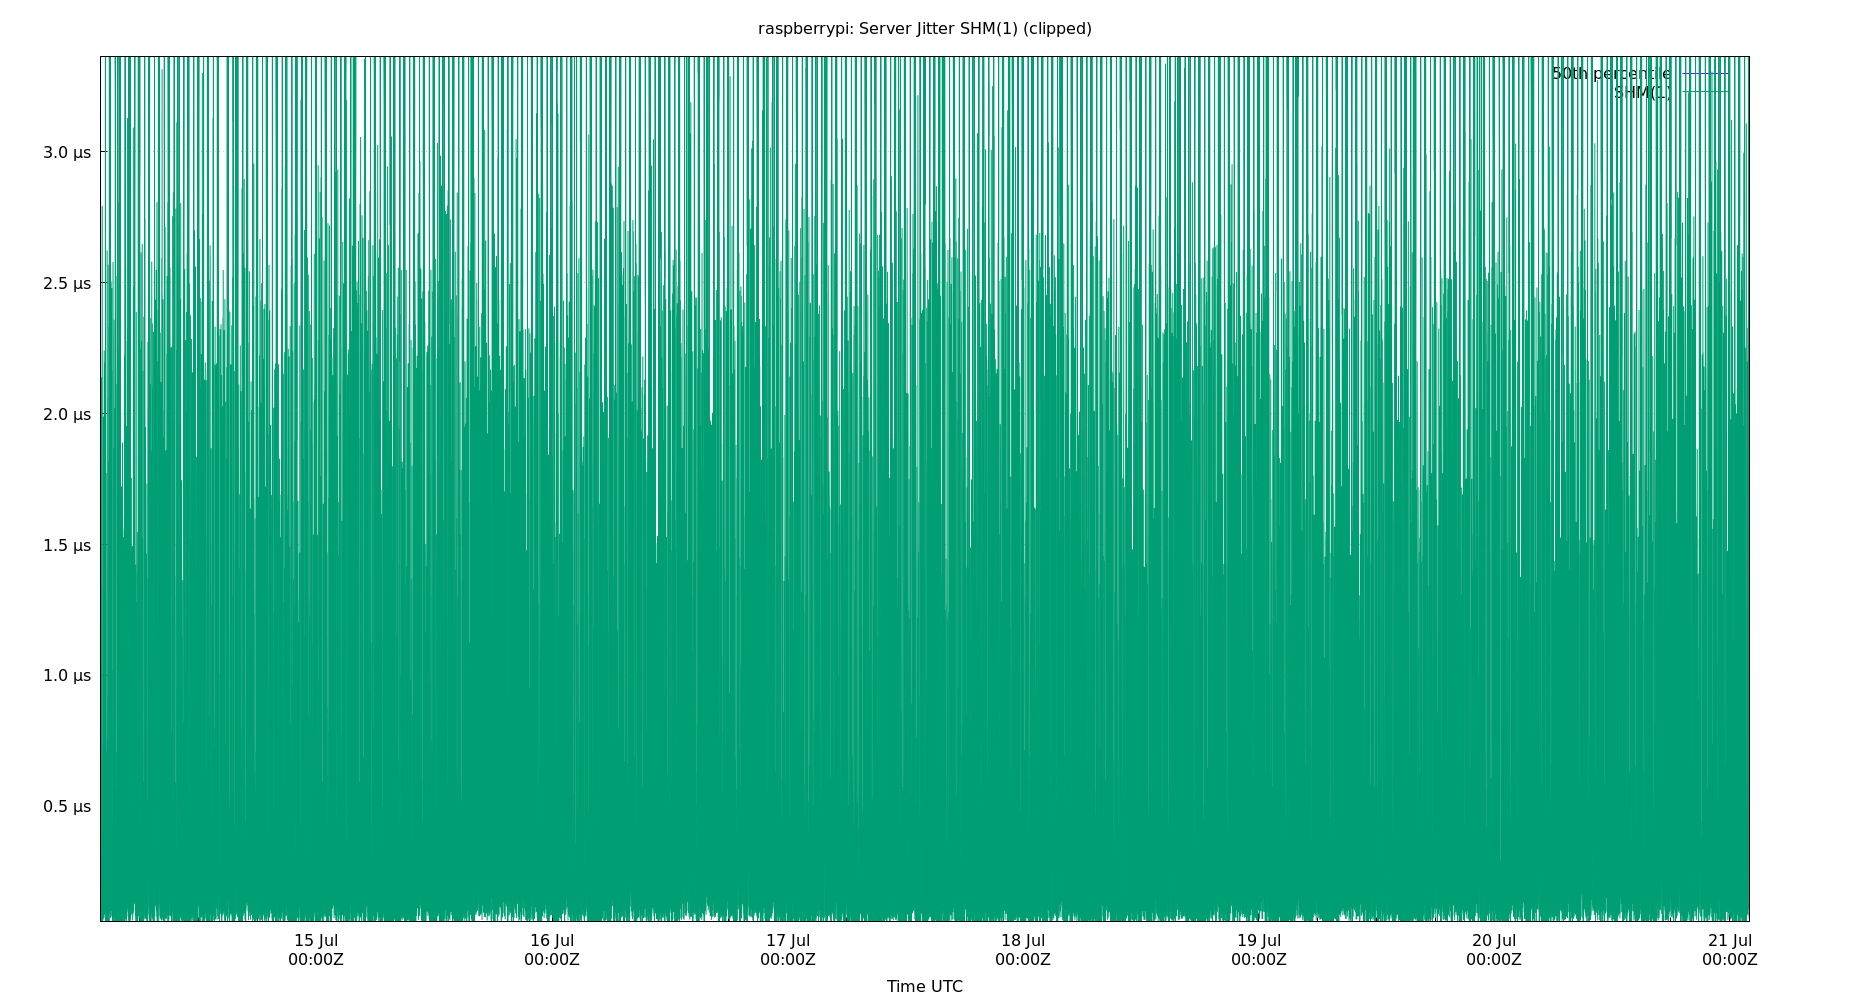 raspberrypi: Server Jitter SHM(1) (clipped)
50th percentile
SHM(1)
3.0 µs
2.5 µs
2.0 µs
1.5 µs
1.0 µs
0.5 µs
15 Jul 16 Jul 17 Jul 18 Jul 19 Jul 20 Jul 21 Jul
00:00Z 00:00Z 00:00Z 00:00Z 00:00Z 00:00Z 00:00Z
Time UTC